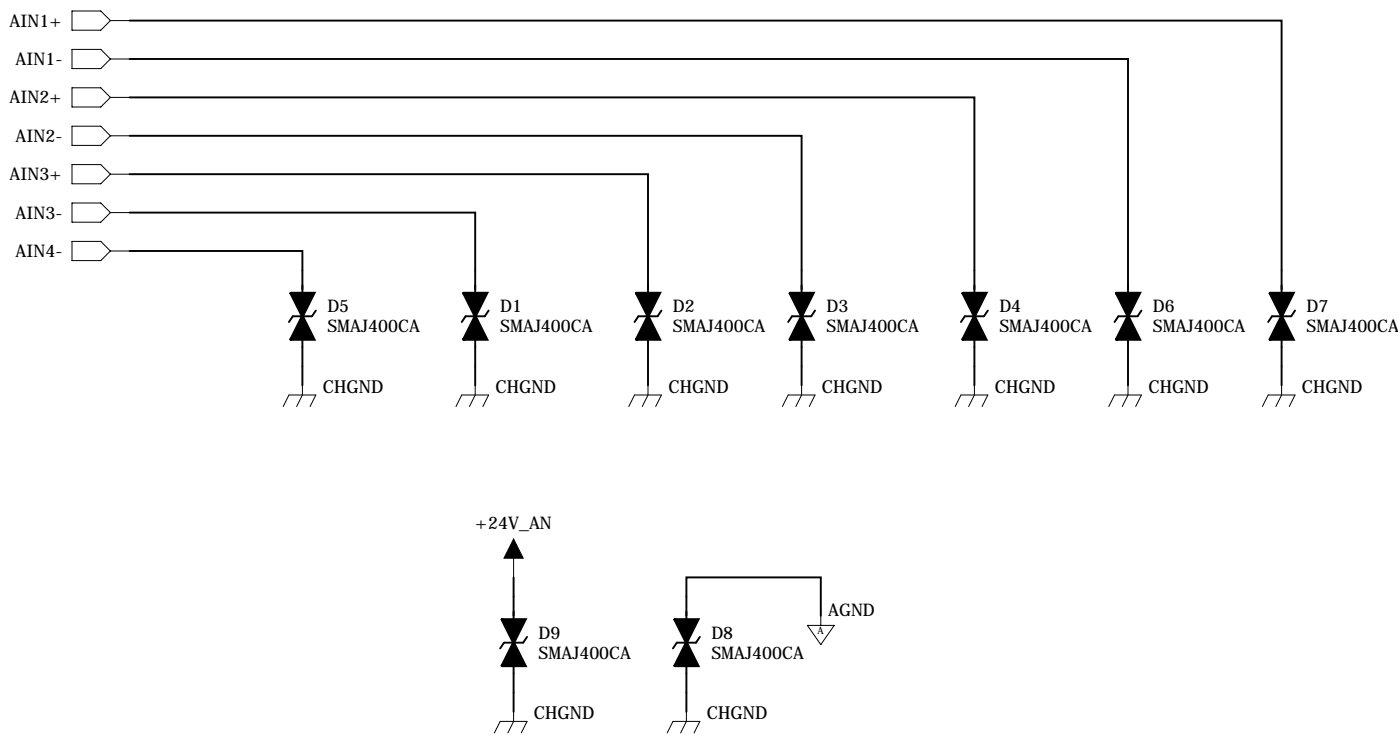 AIN1+
AIN1-
AIN2+
AIN2-
AIN3+
AIN3-
AIN4-
D5
SMAJ400CA
D1
SMAJ400CA
D2
SMAJ400CA
D3
SMAJ400CA
D4
SMAJ400CA
D6
SMAJ400CA
D7
SMAJ400CA
CHGND
CHGND
CHGND
CHGND
CHGND
CHGND
CHGND
+24V_AN
AGND
A
D9
SMAJ400CA
D8
SMAJ400CA
CHGND
CHGND